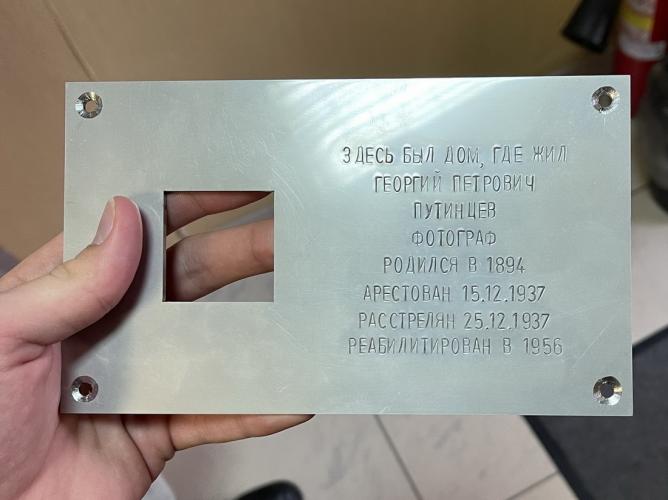 ЗДЕСЬ БЫЛ ДОМ, ГДЕ ЖИЛ
ГЕОРГИЙ ПЕТРОВИЧ
ПУТИНЦЕВ
ФОТОГРАФ
РОДИЛСЯ В 1894
АРЕСТОВАН 15.12.1937
РАССТРЕЛЯН 25.12.1937
РЕАБИЛИТИРОВАН В 1956